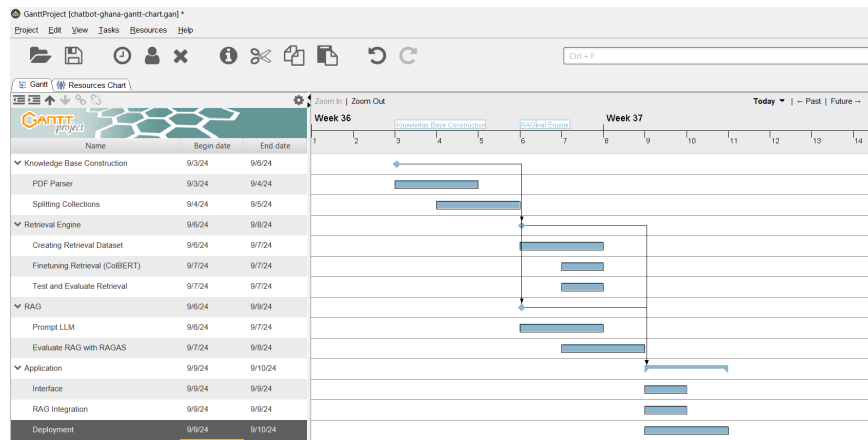 GanttProject [chatbot-ghana-gantt-chart.gan] *
Project Edit View Tasks Resources Help
Ctrl + F
Gantt Resources Chart
Zoom In | Zoom Out Today | ← Past | Future →
GANTT project
Week 36 Week 37
Knowledge Base Construction
Name Begin date End date
1 2 3 4 5 6 7 8 9 10 11 12 13 14
Knowledge Base Construction 9/3/24 9/6/24
PDF Parser 9/3/24 9/4/24
Splitting Collections 9/4/24 9/5/24
Retrieval Engine 9/6/24 9/8/24
Creating Retrieval Dataset 9/6/24 9/7/24
Finetuning Retrieval (ColBERT) 9/7/24 9/7/24
Test and Evaluate Retrieval 9/7/24 9/7/24
RAG 9/6/24 9/9/24
Prompt LLM 9/6/24 9/7/24
Evaluate RAG with RAGAS 9/7/24 9/8/24
Application 9/9/24 9/10/24
Interface 9/9/24 9/9/24
RAG Integration 9/9/24 9/9/24
Deployment 9/9/24 9/10/24